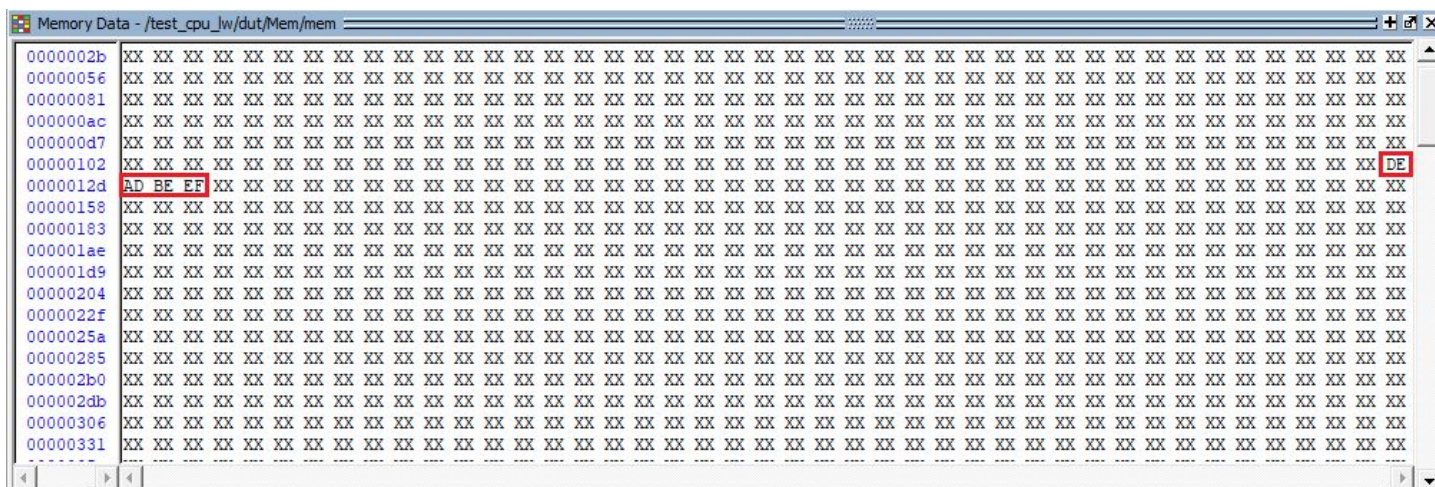 Memory Data - /test_cpu_lw/dut/Mem/mem
0000002b XX XX XX XX XX XX XX XX XX XX XX XX XX XX XX XX XX XX XX XX XX XX XX XX XX XX XX XX XX XX XX XX XX XX XX XX XX XX XX XX XX XX XX
00000056 XX XX XX XX XX XX XX XX XX XX XX XX XX XX XX XX XX XX XX XX XX XX XX XX XX XX XX XX XX XX XX XX XX XX XX XX XX XX XX XX XX XX XX
00000081 XX XX XX XX XX XX XX XX XX XX XX XX XX XX XX XX XX XX XX XX XX XX XX XX XX XX XX XX XX XX XX XX XX XX XX XX XX XX XX XX XX XX XX
000000ac XX XX XX XX XX XX XX XX XX XX XX XX XX XX XX XX XX XX XX XX XX XX XX XX XX XX XX XX XX XX XX XX XX XX XX XX XX XX XX XX XX XX XX
000000d7 XX XX XX XX XX XX XX XX XX XX XX XX XX XX XX XX XX XX XX XX XX XX XX XX XX XX XX XX XX XX XX XX XX XX XX XX XX XX XX XX XX XX XX
00000102 XX XX XX XX XX XX XX XX XX XX XX XX XX XX XX XX XX XX XX XX XX XX XX XX XX XX XX XX XX XX XX XX XX XX XX XX XX XX XX XX XX XX DE
0000012d AD BE EF XX XX XX XX XX XX XX XX XX XX XX XX XX XX XX XX XX XX XX XX XX XX XX XX XX XX XX XX XX XX XX XX XX XX XX XX XX XX XX XX
00000158 XX XX XX XX XX XX XX XX XX XX XX XX XX XX XX XX XX XX XX XX XX XX XX XX XX XX XX XX XX XX XX XX XX XX XX XX XX XX XX XX XX XX XX
00000183 XX XX XX XX XX XX XX XX XX XX XX XX XX XX XX XX XX XX XX XX XX XX XX XX XX XX XX XX XX XX XX XX XX XX XX XX XX XX XX XX XX XX XX
000001ae XX XX XX XX XX XX XX XX XX XX XX XX XX XX XX XX XX XX XX XX XX XX XX XX XX XX XX XX XX XX XX XX XX XX XX XX XX XX XX XX XX XX XX
000001d9 XX XX XX XX XX XX XX XX XX XX XX XX XX XX XX XX XX XX XX XX XX XX XX XX XX XX XX XX XX XX XX XX XX XX XX XX XX XX XX XX XX XX XX
00000204 XX XX XX XX XX XX XX XX XX XX XX XX XX XX XX XX XX XX XX XX XX XX XX XX XX XX XX XX XX XX XX XX XX XX XX XX XX XX XX XX XX XX XX
0000022f XX XX XX XX XX XX XX XX XX XX XX XX XX XX XX XX XX XX XX XX XX XX XX XX XX XX XX XX XX XX XX XX XX XX XX XX XX XX XX XX XX XX XX
0000025a XX XX XX XX XX XX XX XX XX XX XX XX XX XX XX XX XX XX XX XX XX XX XX XX XX XX XX XX XX XX XX XX XX XX XX XX XX XX XX XX XX XX XX
00000285 XX XX XX XX XX XX XX XX XX XX XX XX XX XX XX XX XX XX XX XX XX XX XX XX XX XX XX XX XX XX XX XX XX XX XX XX XX XX XX XX XX XX XX
000002b0 XX XX XX XX XX XX XX XX XX XX XX XX XX XX XX XX XX XX XX XX XX XX XX XX XX XX XX XX XX XX XX XX XX XX XX XX XX XX XX XX XX XX XX
000002db XX XX XX XX XX XX XX XX XX XX XX XX XX XX XX XX XX XX XX XX XX XX XX XX XX XX XX XX XX XX XX XX XX XX XX XX XX XX XX XX XX XX XX
00000306 XX XX XX XX XX XX XX XX XX XX XX XX XX XX XX XX XX XX XX XX XX XX XX XX XX XX XX XX XX XX XX XX XX XX XX XX XX XX XX XX XX XX XX
00000331 XX XX XX XX XX XX XX XX XX XX XX XX XX XX XX XX XX XX XX XX XX XX XX XX XX XX XX XX XX XX XX XX XX XX XX XX XX XX XX XX XX XX XX